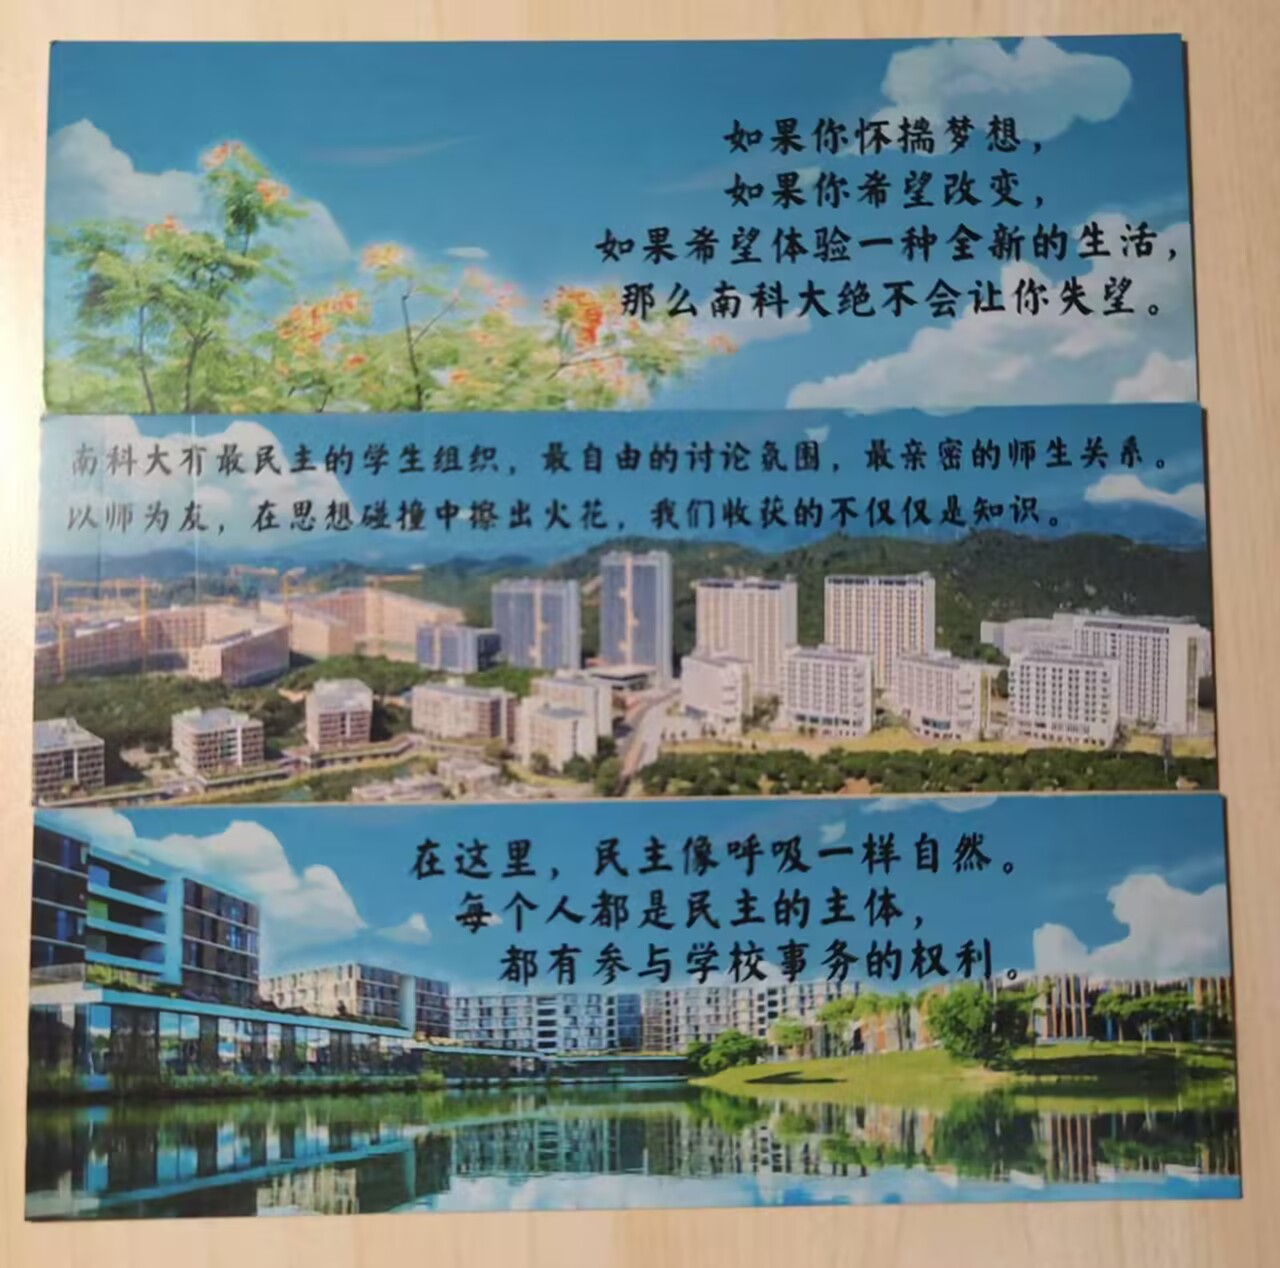 如果你怀揣梦想，
如果你希望改变，
如果希望体验一种全新的生活，
那么南科大绝不会让你失望。
南科大有最民主的学生组织，最自由的讨论氛围，最亲密的师生关系。
以师为友，在思想碰撞中擦出火花，我们收获的不仅仅是知识。
在这里，民主像呼吸一样自然。
每个人都是民主的主体，
都有参与学校事务的权利。